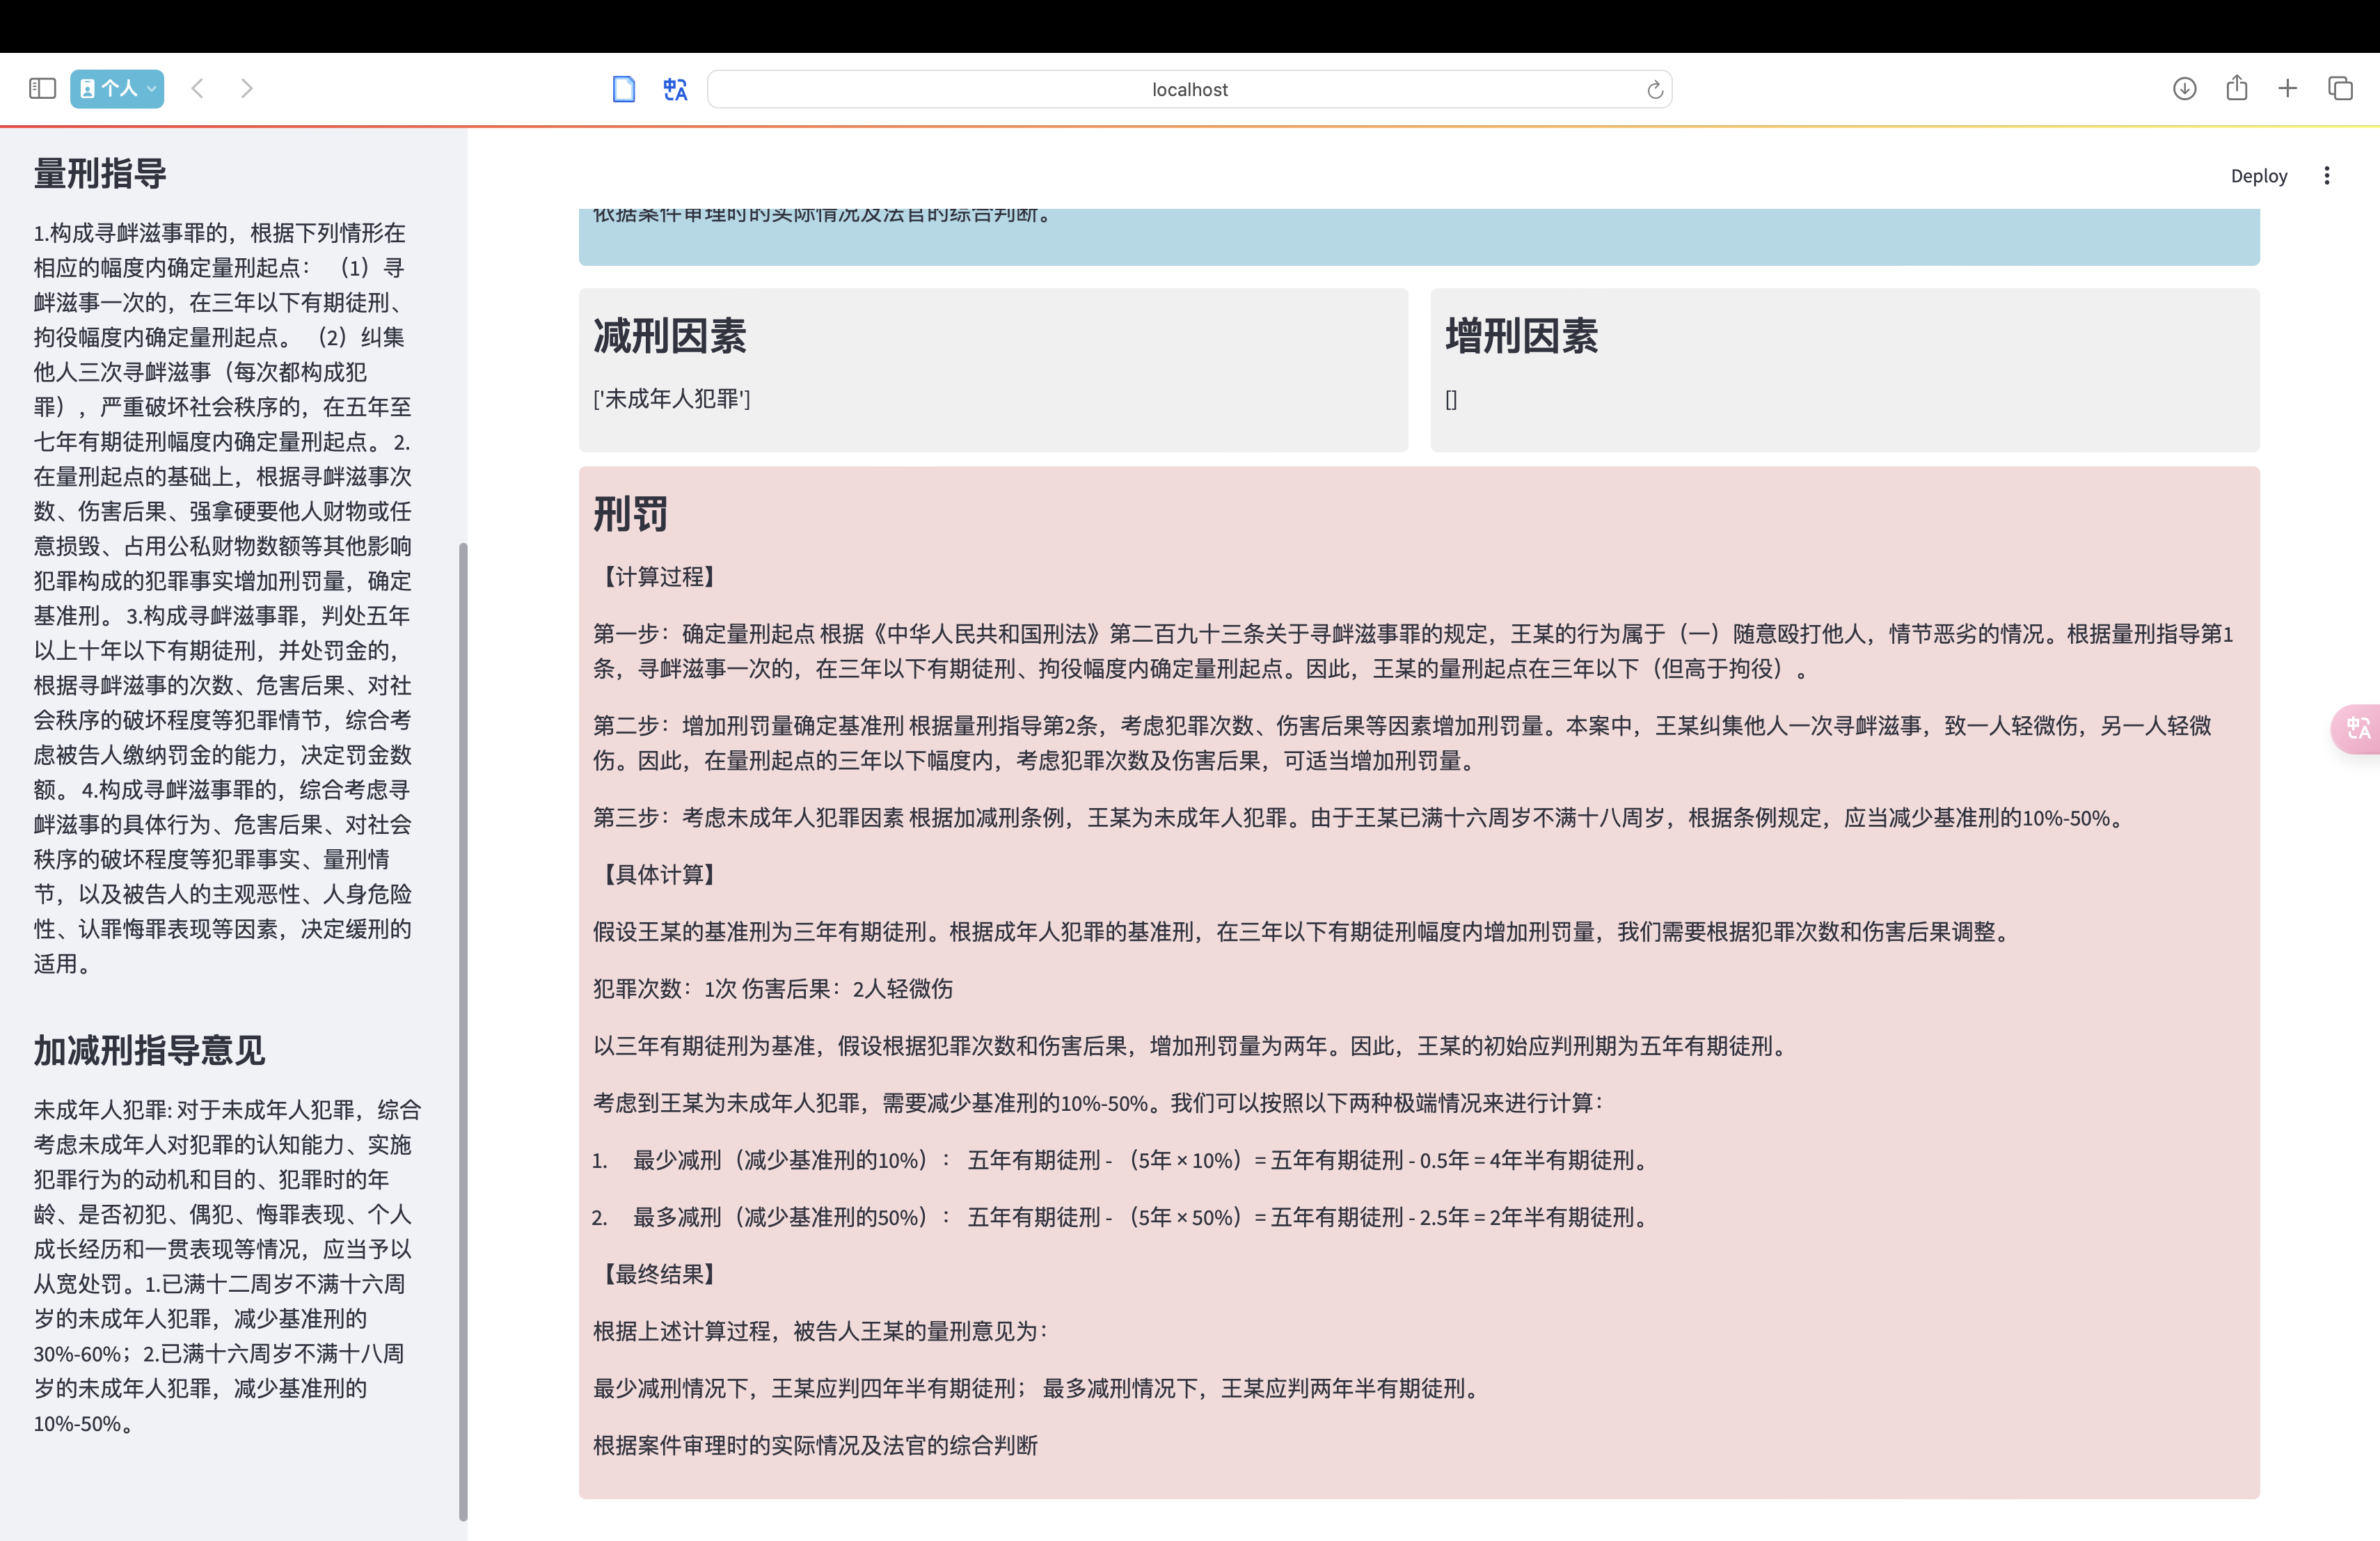 个人
localhost
Deploy
量刑指导
1.构成寻衅滋事罪的，根据下列情形在
相应的幅度内确定量刑起点： （1）寻
衅滋事一次的，在三年以下有期徒刑、
拘役幅度内确定量刑起点。 （2）纠集
他人三次寻衅滋事（每次都构成犯
罪），严重破坏社会秩序的，在五年至
七年有期徒刑幅度内确定量刑起点。 2.
在量刑起点的基础上，根据寻衅滋事次
数、伤害后果、强拿硬要他人财物或任
意损毁、占用公私财物数额等其他影响
犯罪构成的犯罪事实增加刑罚量，确定
基准刑。 3.构成寻衅滋事罪，判处五年
以上十年以下有期徒刑，并处罚金的，
根据寻衅滋事的次数、危害后果、对社
会秩序的破坏程度等犯罪情节，综合考
虑被告人缴纳罚金的能力，决定罚金数
额。 4.构成寻衅滋事罪的，综合考虑寻
衅滋事的具体行为、危害后果、对社会
秩序的破坏程度等犯罪事实、量刑情
节，以及被告人的主观恶性、人身危险
性、认罪悔罪表现等因素，决定缓刑的
适用。
加减刑指导意见
未成年人犯罪: 对于未成年人犯罪，综合
考虑未成年人对犯罪的认知能力、实施
犯罪行为的动机和目的、犯罪时的年
龄、是否初犯、偶犯、悔罪表现、个人
成长经历和一贯表现等情况，应当予以
从宽处罚。1.已满十二周岁不满十六周
岁的未成年人犯罪，减少基准刑的
30%-60%；2.已满十六周岁不满十八周
岁的未成年人犯罪，减少基准刑的
10%-50%。
依据案件审理时的实际情况及法官的综合判断。
减刑因素
['未成年人犯罪']
增刑因素
[]
刑罚
【计算过程】
第一步：确定量刑起点 根据《中华人民共和国刑法》第二百九十三条关于寻衅滋事罪的规定，王某的行为属于（一）随意殴打他人，情节恶劣的情况。根据量刑指导第1
条，寻衅滋事一次的，在三年以下有期徒刑、拘役幅度内确定量刑起点。因此，王某的量刑起点在三年以下（但高于拘役）。
第二步：增加刑罚量确定基准刑 根据量刑指导第2条，考虑犯罪次数、伤害后果等因素增加刑罚量。本案中，王某纠集他人一次寻衅滋事，致一人轻微伤，另一人轻微
伤。因此，在量刑起点的三年以下幅度内，考虑犯罪次数及伤害后果，可适当增加刑罚量。
第三步：考虑未成年人犯罪因素 根据加减刑条例，王某为未成年人犯罪。由于王某已满十六周岁不满十八周岁，根据条例规定，应当减少基准刑的10%-50%。
【具体计算】
假设王某的基准刑为三年有期徒刑。根据成年人犯罪的基准刑，在三年以下有期徒刑幅度内增加刑罚量，我们需要根据犯罪次数和伤害后果调整。
犯罪次数：1次 伤害后果：2人轻微伤
以三年有期徒刑为基准，假设根据犯罪次数和伤害后果，增加刑罚量为两年。因此，王某的初始应判刑期为五年有期徒刑。
考虑到王某为未成年人犯罪，需要减少基准刑的10%-50%。我们可以按照以下两种极端情况来进行计算：
1. 最少减刑（减少基准刑的10%）： 五年有期徒刑 - （5年 × 10%）= 五年有期徒刑 - 0.5年 = 4年半有期徒刑。
2. 最多减刑（减少基准刑的50%）： 五年有期徒刑 - （5年 × 50%）= 五年有期徒刑 - 2.5年 = 2年半有期徒刑。
【最终结果】
根据上述计算过程，被告人王某的量刑意见为：
最少减刑情况下，王某应判四年半有期徒刑； 最多减刑情况下，王某应判两年半有期徒刑。
根据案件审理时的实际情况及法官的综合判断